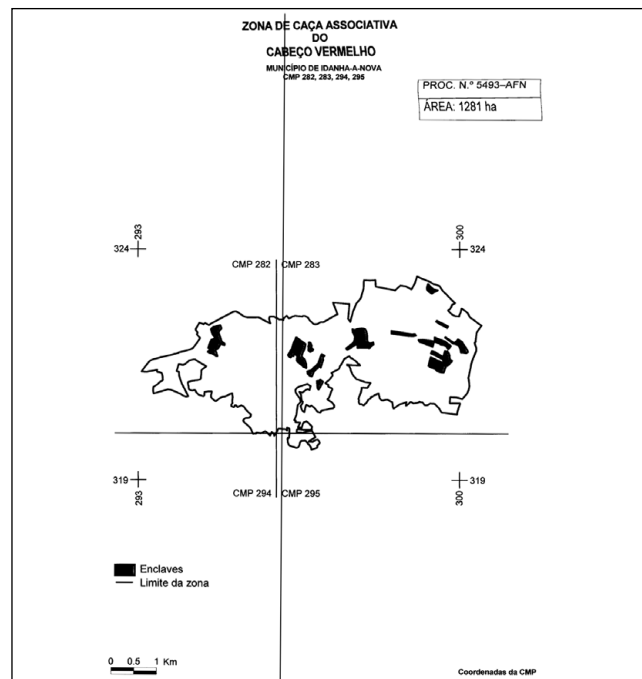 ZONA DE CAÇA ASSOCIATIVA
DO
CABEÇO VERMELHO
MUNICÍPIO DE IDANHA-A-NOVA
CMP 282, 283, 294, 295
PROC. N.º 5493–AFN
ÁREA: 1281 ha
293
300
324
324
CMP 282
CMP 283
319
319
293
300
CMP 294
CMP 295
Enclaves
Limite da zona
0 0.5 1 Km
Coordenadas da CMP